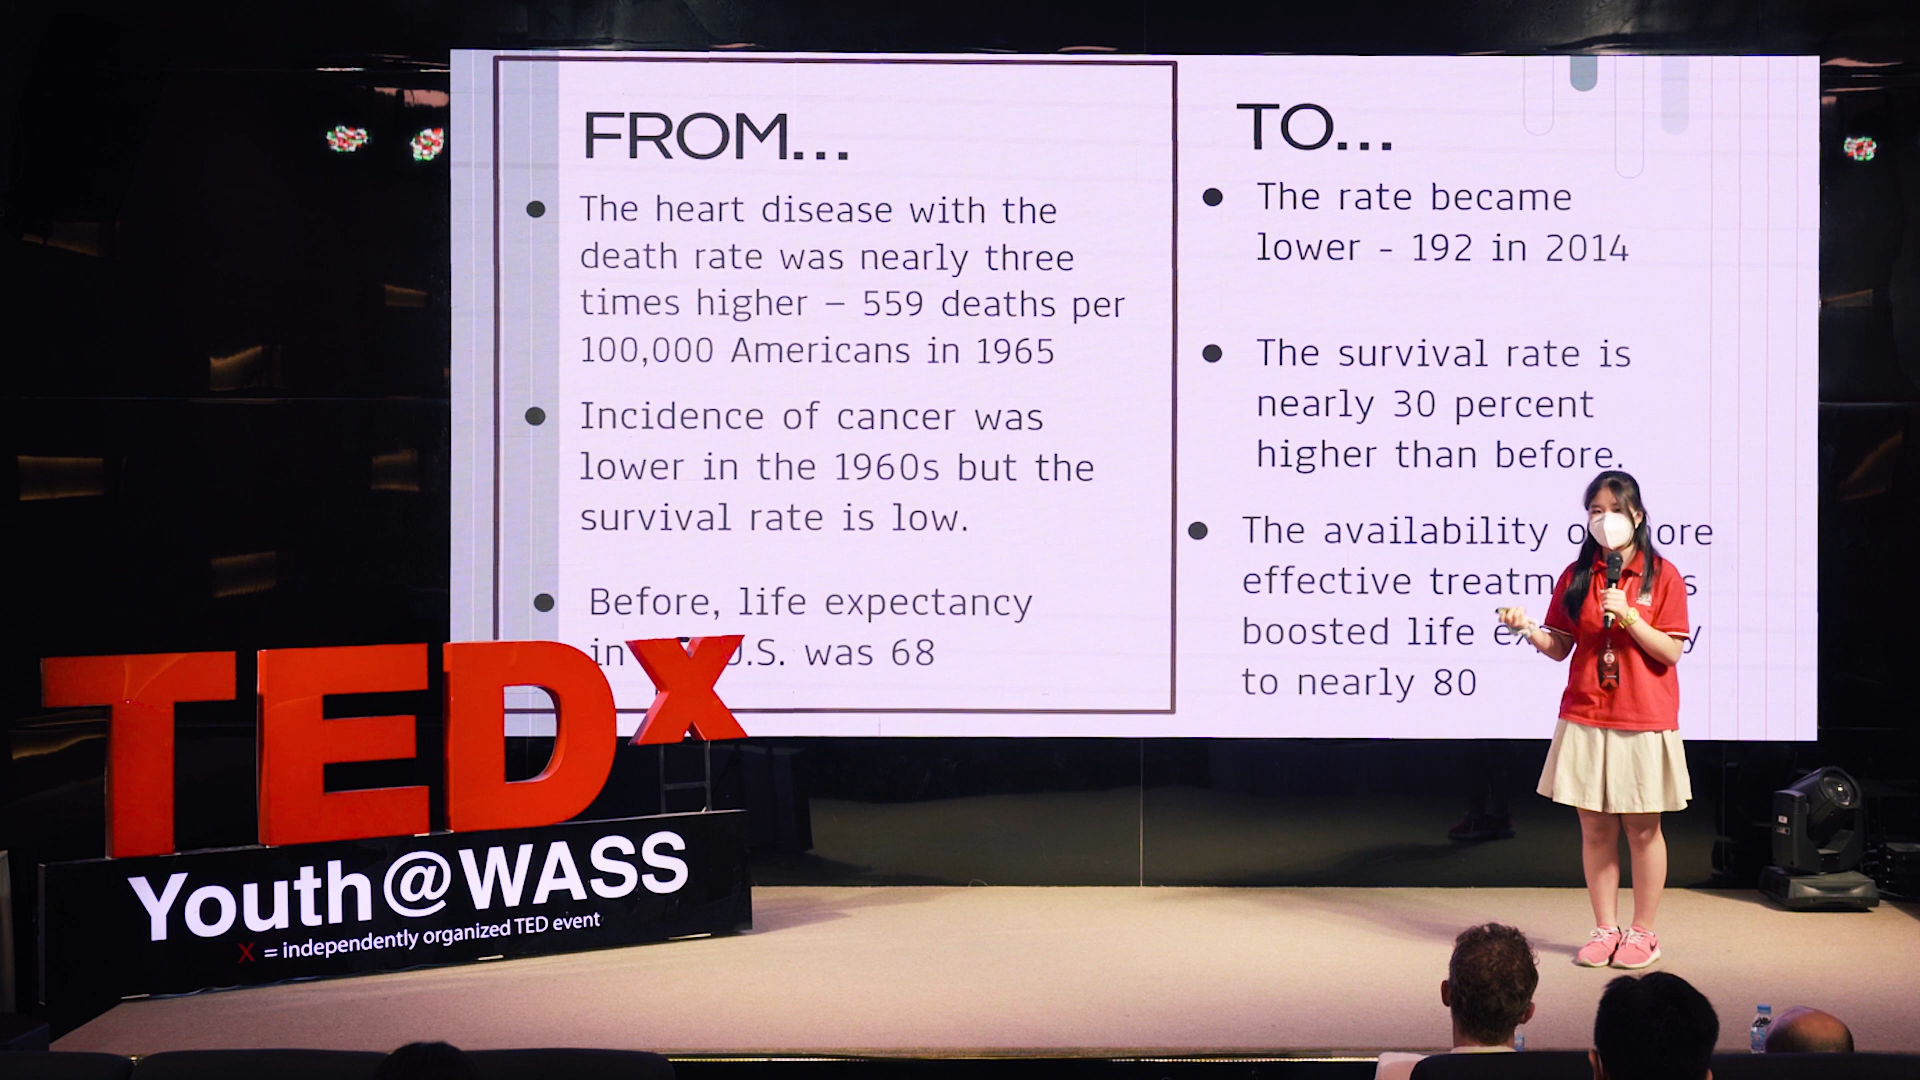 FROM...
The heart disease with the
death rate was nearly three
times higher – 559 deaths per
100,000 Americans in 1965
Incidence of cancer was
lower in the 1960s but the
survival rate is low.
Before, life expectancy
in U.S. was 68
TO...
The rate became
lower - 192 in 2014
The survival rate is
nearly 30 percent
higher than before.
The availability
effective
boosted life
to nearly 80
TEDx
Youth@WASS
X = independently organized TED event